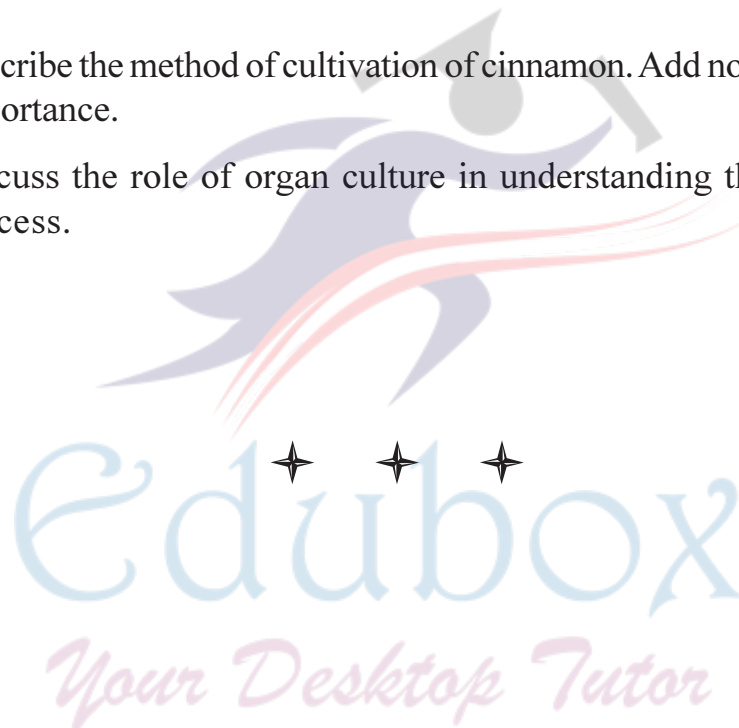 cribe the method of cultivation of cinnamon. Add no
ortance.
cuss the role of organ culture in understanding th
cess.
Edubox
Your Desktop Tutor